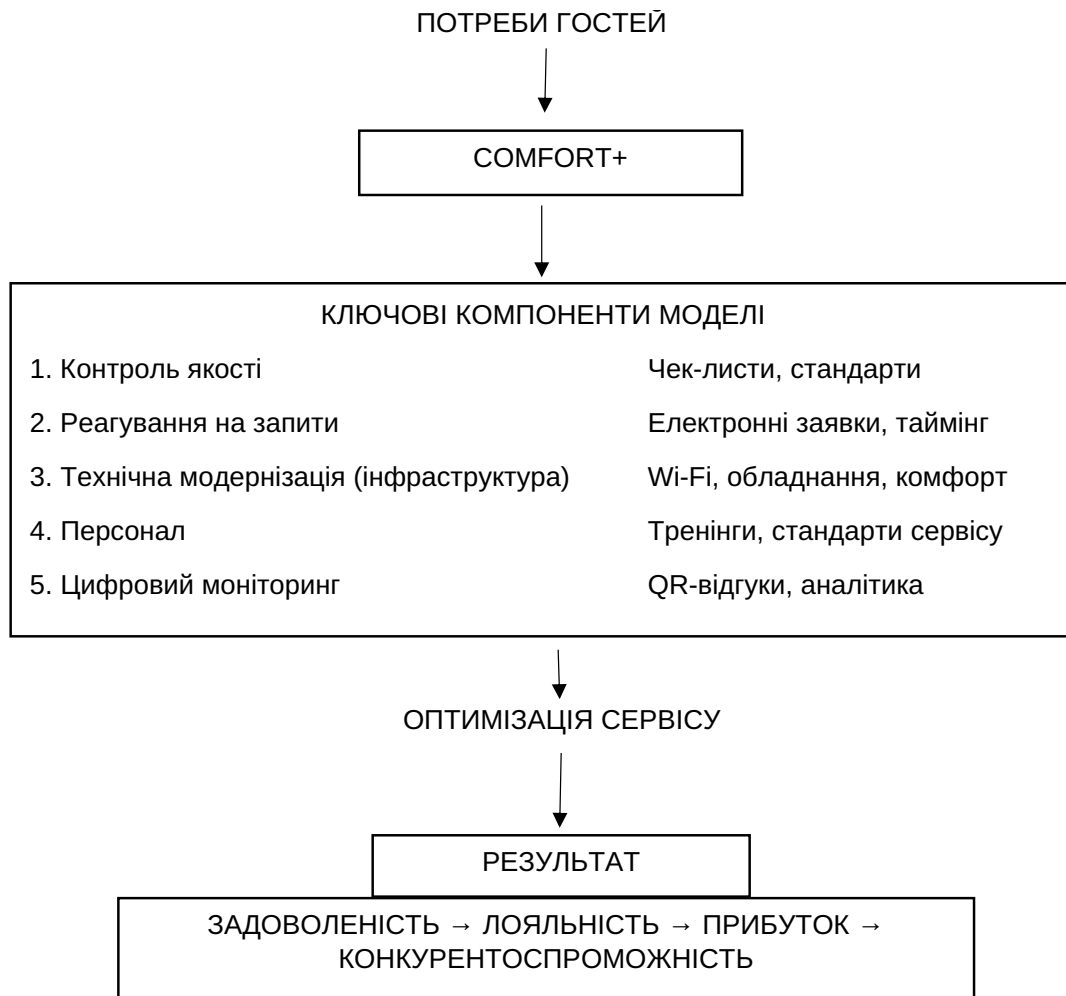 ПОТРЕБИ ГОСТЕЙ
COMFORT+
КЛЮЧОВІ КОМПОНЕНТИ МОДЕЛІ
1. Контроль якості Чек-листи, стандарти
2. Реагування на запити Електронні заявки, таймінг
3. Технічна модернізація (інфраструктура) Wi-Fi, обладнання, комфорт
4. Персонал Тренінги, стандарти сервісу
5. Цифровий моніторинг QR-відгуки, аналітика
ОПТИМІЗАЦІЯ СЕРВІСУ
РЕЗУЛЬТАТ
ЗАДОВОЛЕНІСТЬ → ЛОЯЛЬНІСТЬ → ПРИБУТОК →
КОНКУРЕНТОСПРОМОЖНІСТЬ